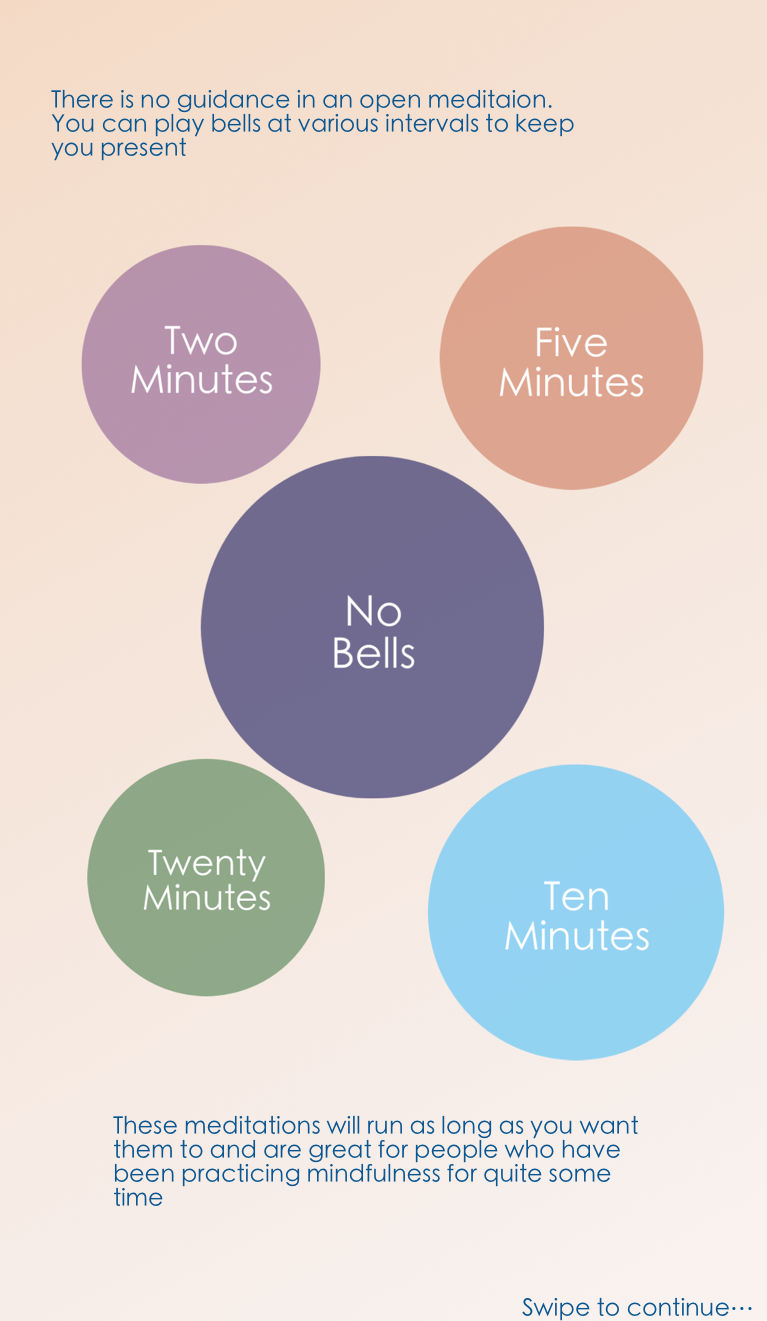 There is no guidance in an open meditaion.
You can play bells at various intervals to keep
you present
Two
Minutes
Five
Minutes
No
Bells
Twenty
Minutes
Ten
Minutes
These meditations will run as long as you want
them to and are great for people who have
been practicing mindfulness for quite some
time
Swipe to continue···